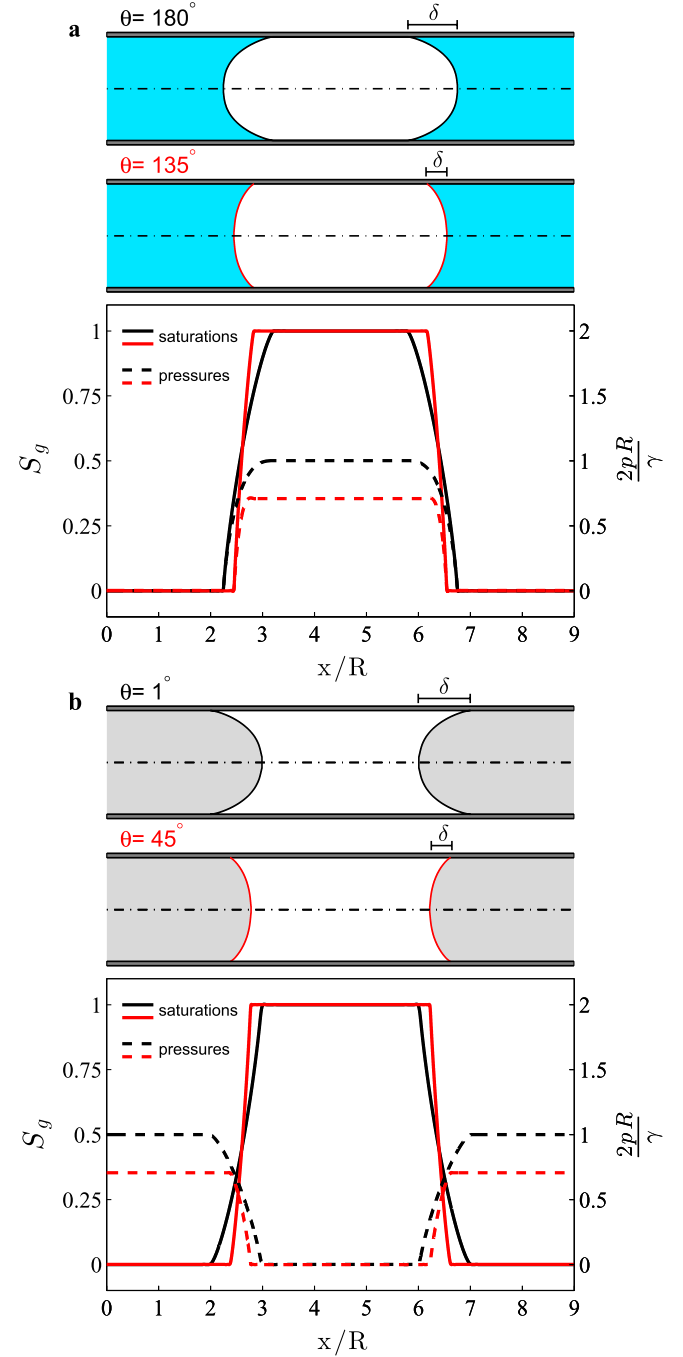 a
θ= 180°
δ
θ= 135°
δ
1
0.75
0.5
0.25
0
S_g
saturations
pressures
2
1.5
1
0.5
0
2pR
γ
0 1 2 3 4 5 6 7 8 9
x/R
b
θ= 1°
δ
θ= 45°
δ
1
0.75
0.5
0.25
0
S_g
saturations
pressures
2
1.5
1
0.5
0
2pR
γ
0 1 2 3 4 5 6 7 8 9
x/R